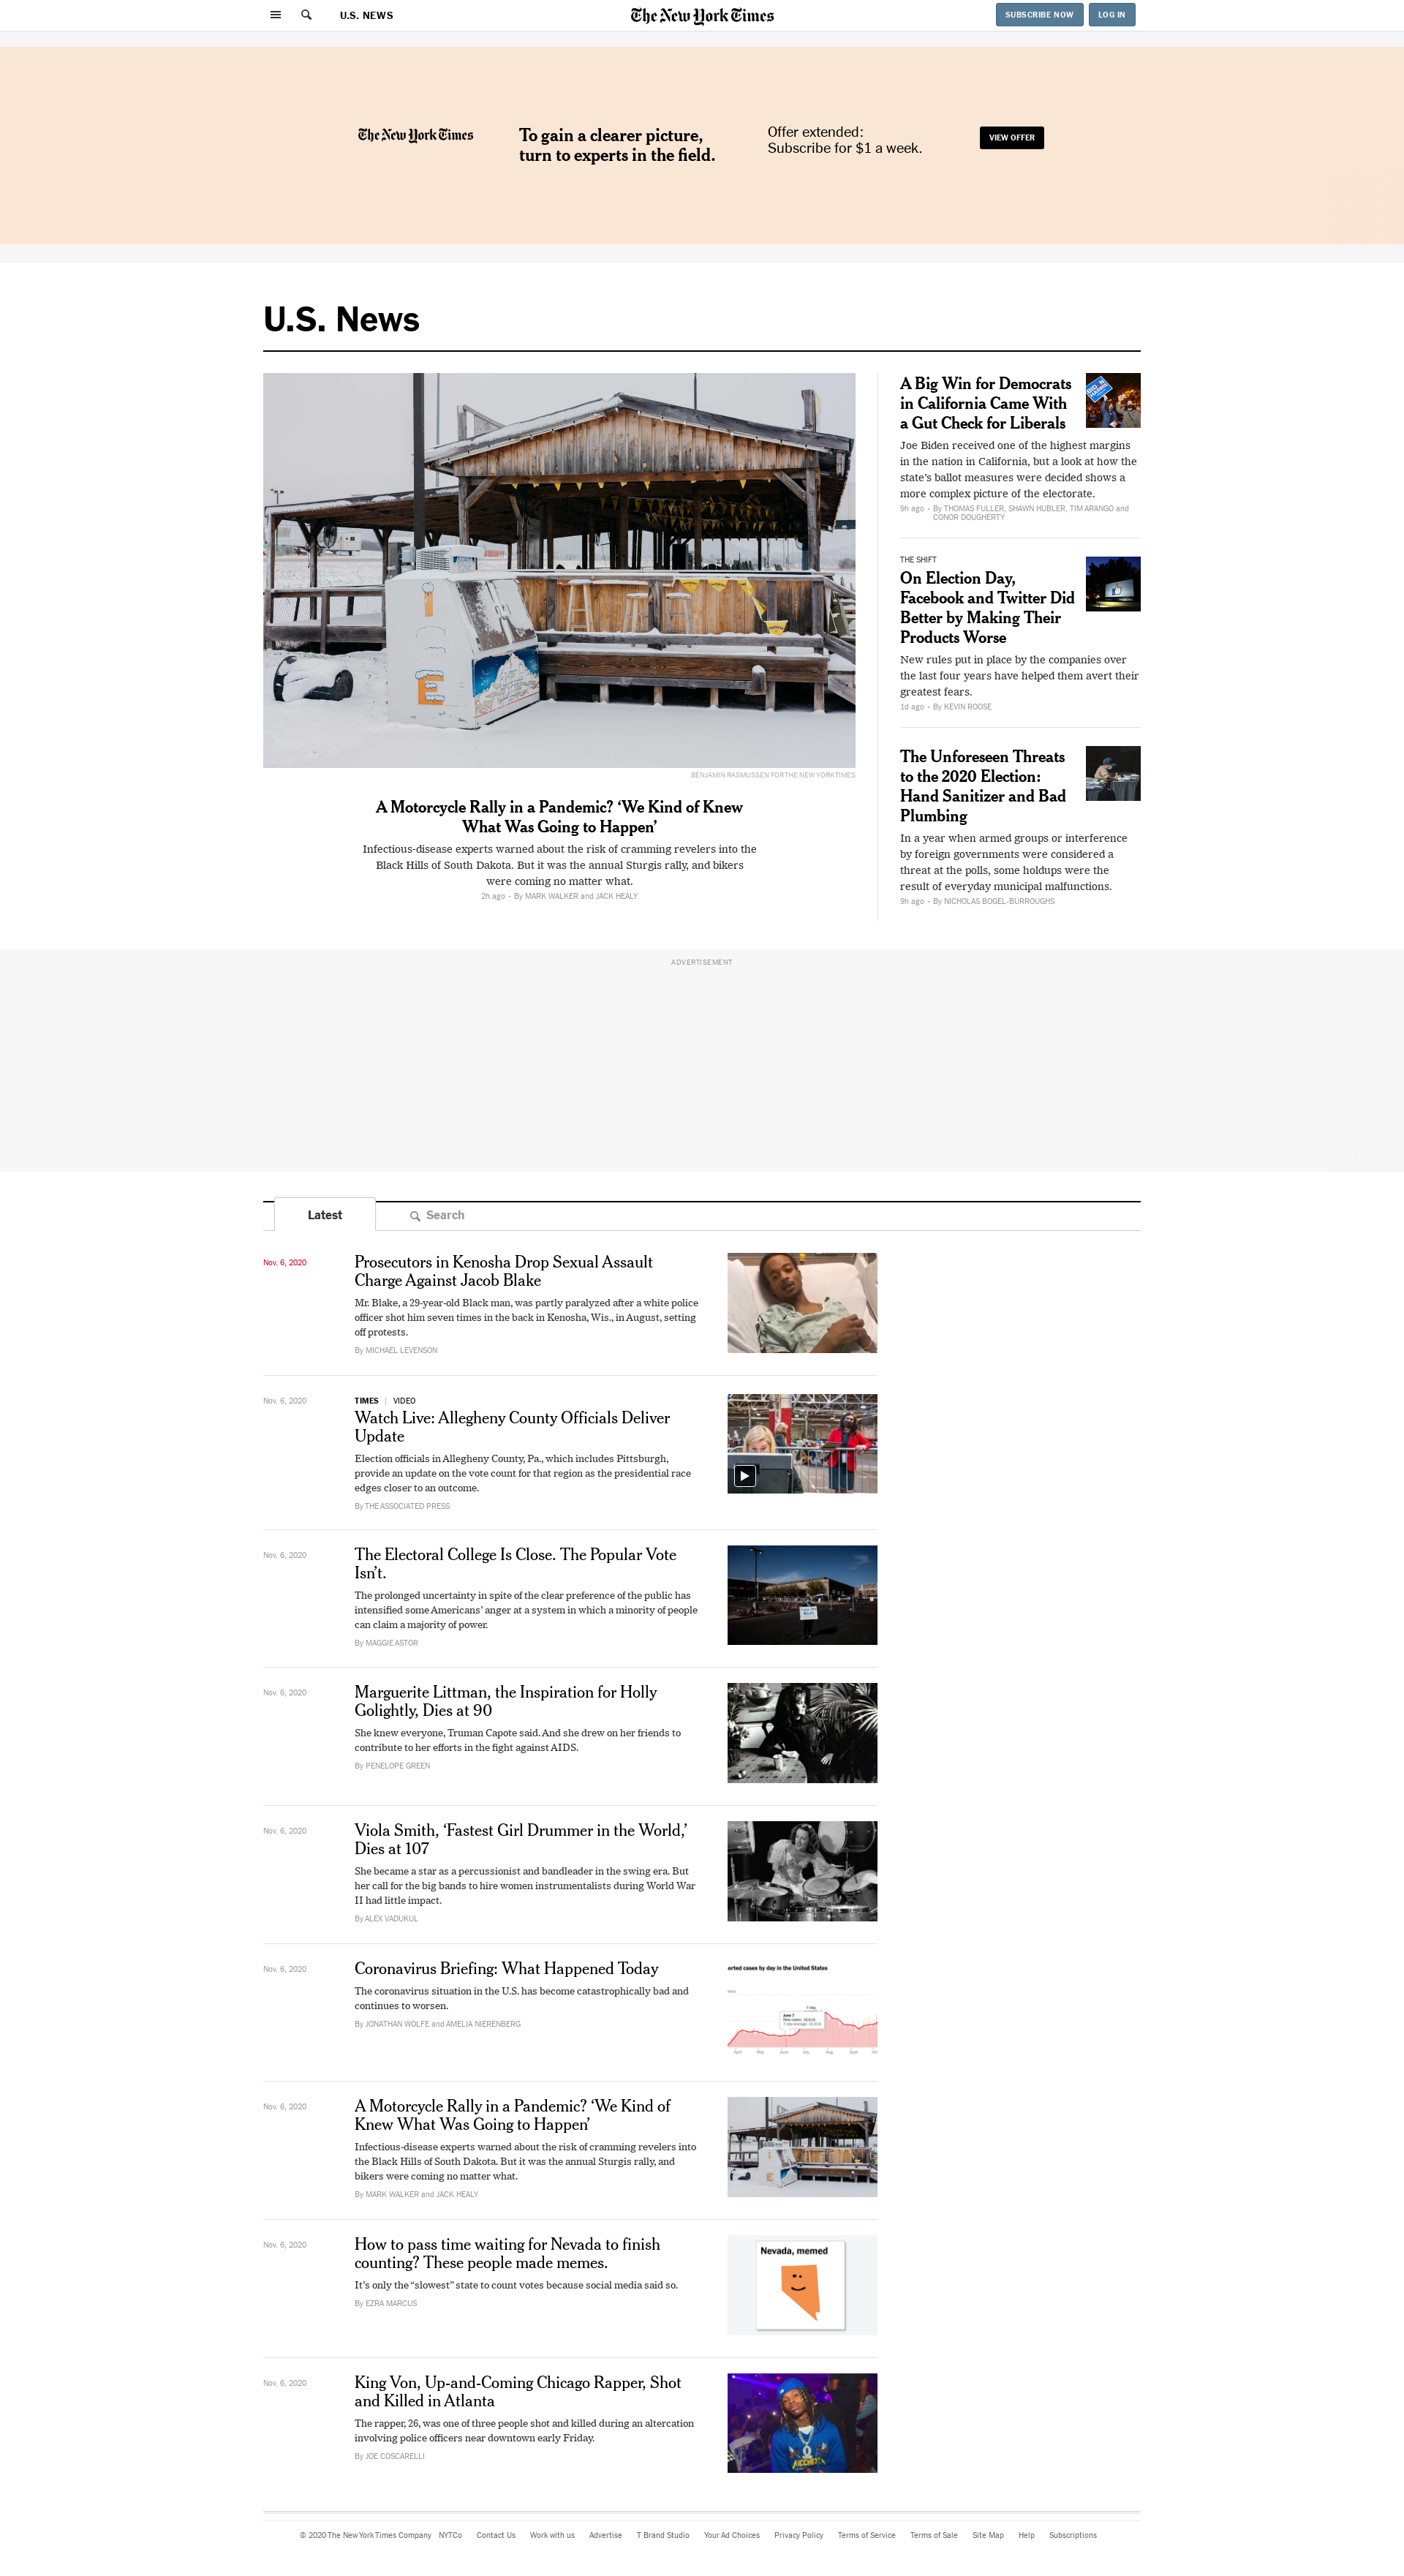 U.S. NEWS
The New York Times
SUBSCRIBE NOW
LOG IN
The New York Times
To gain a clearer picture,
turn to experts in the field.
Offer extended:
Subscribe for $1 a week.
VIEW OFFER
U.S. News
BENJAMIN RASMUSSEN FOR THE NEW YORK TIMES
A Motorcycle Rally in a Pandemic? ‘We Kind of Knew
What Was Going to Happen’
Infectious-disease experts warned about the risk of cramming revelers into the
Black Hills of South Dakota. But it was the annual Sturgis rally, and bikers
were coming no matter what.
2h ago • By MARK WALKER and JACK HEALY
A Big Win for Democrats
in California Came With
a Gut Check for Liberals
Joe Biden received one of the highest margins
in the nation in California, but a look at how the
state’s ballot measures were decided shows a
more complex picture of the electorate.
9h ago • By THOMAS FULLER, SHAWN HUBLER, TIM ARANGO and
CONOR DOUGHERTY
THE SHIFT
On Election Day,
Facebook and Twitter Did
Better by Making Their
Products Worse
New rules put in place by the companies over
the last four years have helped them avert their
greatest fears.
1d ago • By KEVIN ROOSE
The Unforeseen Threats
to the 2020 Election:
Hand Sanitizer and Bad
Plumbing
In a year when armed groups or interference
by foreign governments were considered a
threat at the polls, some holdups were the
result of everyday municipal malfunctions.
9h ago • By NICHOLAS BOGEL-BURROUGHS
ADVERTISEMENT
Latest
Search
Nov. 6, 2020
Prosecutors in Kenosha Drop Sexual Assault
Charge Against Jacob Blake
Mr. Blake, a 29-year-old Black man, was partly paralyzed after a white police
officer shot him seven times in the back in Kenosha, Wis., in August, setting
off protests.
By MICHAEL LEVENSON
Nov. 6, 2020
TIMES | VIDEO
Watch Live: Allegheny County Officials Deliver
Update
Election officials in Allegheny County, Pa., which includes Pittsburgh,
provide an update on the vote count for that region as the presidential race
edges closer to an outcome.
By THE ASSOCIATED PRESS
Nov. 6, 2020
The Electoral College Is Close. The Popular Vote
Isn’t.
The prolonged uncertainty in spite of the clear preference of the public has
intensified some Americans’ anger at a system in which a minority of people
can claim a majority of power.
By MAGGIE ASTOR
Nov. 6, 2020
Marguerite Littman, the Inspiration for Holly
Golightly, Dies at 90
She knew everyone, Truman Capote said. And she drew on her friends to
contribute to her efforts in the fight against AIDS.
By PENELOPE GREEN
Nov. 6, 2020
Viola Smith, ‘Fastest Girl Drummer in the World,’
Dies at 107
She became a star as a percussionist and bandleader in the swing era. But
her call for the big bands to hire women instrumentalists during World War
II had little impact.
By ALEX VADUKUL
Nov. 6, 2020
Coronavirus Briefing: What Happened Today
The coronavirus situation in the U.S. has become catastrophically bad and
continues to worsen.
By JONATHAN WOLFE and AMELIA NIERENBERG
orted cases by day in the United States
7-day
June 7
Nov. 6, 2020
A Motorcycle Rally in a Pandemic? ‘We Kind of
Knew What Was Going to Happen’
Infectious-disease experts warned about the risk of cramming revelers into
the Black Hills of South Dakota. But it was the annual Sturgis rally, and
bikers were coming no matter what.
By MARK WALKER and JACK HEALY
Nov. 6, 2020
How to pass time waiting for Nevada to finish
counting? These people made memes.
It’s only the “slowest” state to count votes because social media said so.
By EZRA MARCUS
Nevada, memed
Nov. 6, 2020
King Von, Up-and-Coming Chicago Rapper, Shot
and Killed in Atlanta
The rapper, 26, was one of three people shot and killed during an altercation
involving police officers near downtown early Friday.
By JOE COSCARELLI
© 2020 The New York Times Company NYTCo Contact Us Work with us Advertise T Brand Studio Your Ad Choices Privacy Policy Terms of Service Terms of Sale Site Map Help Subscriptions